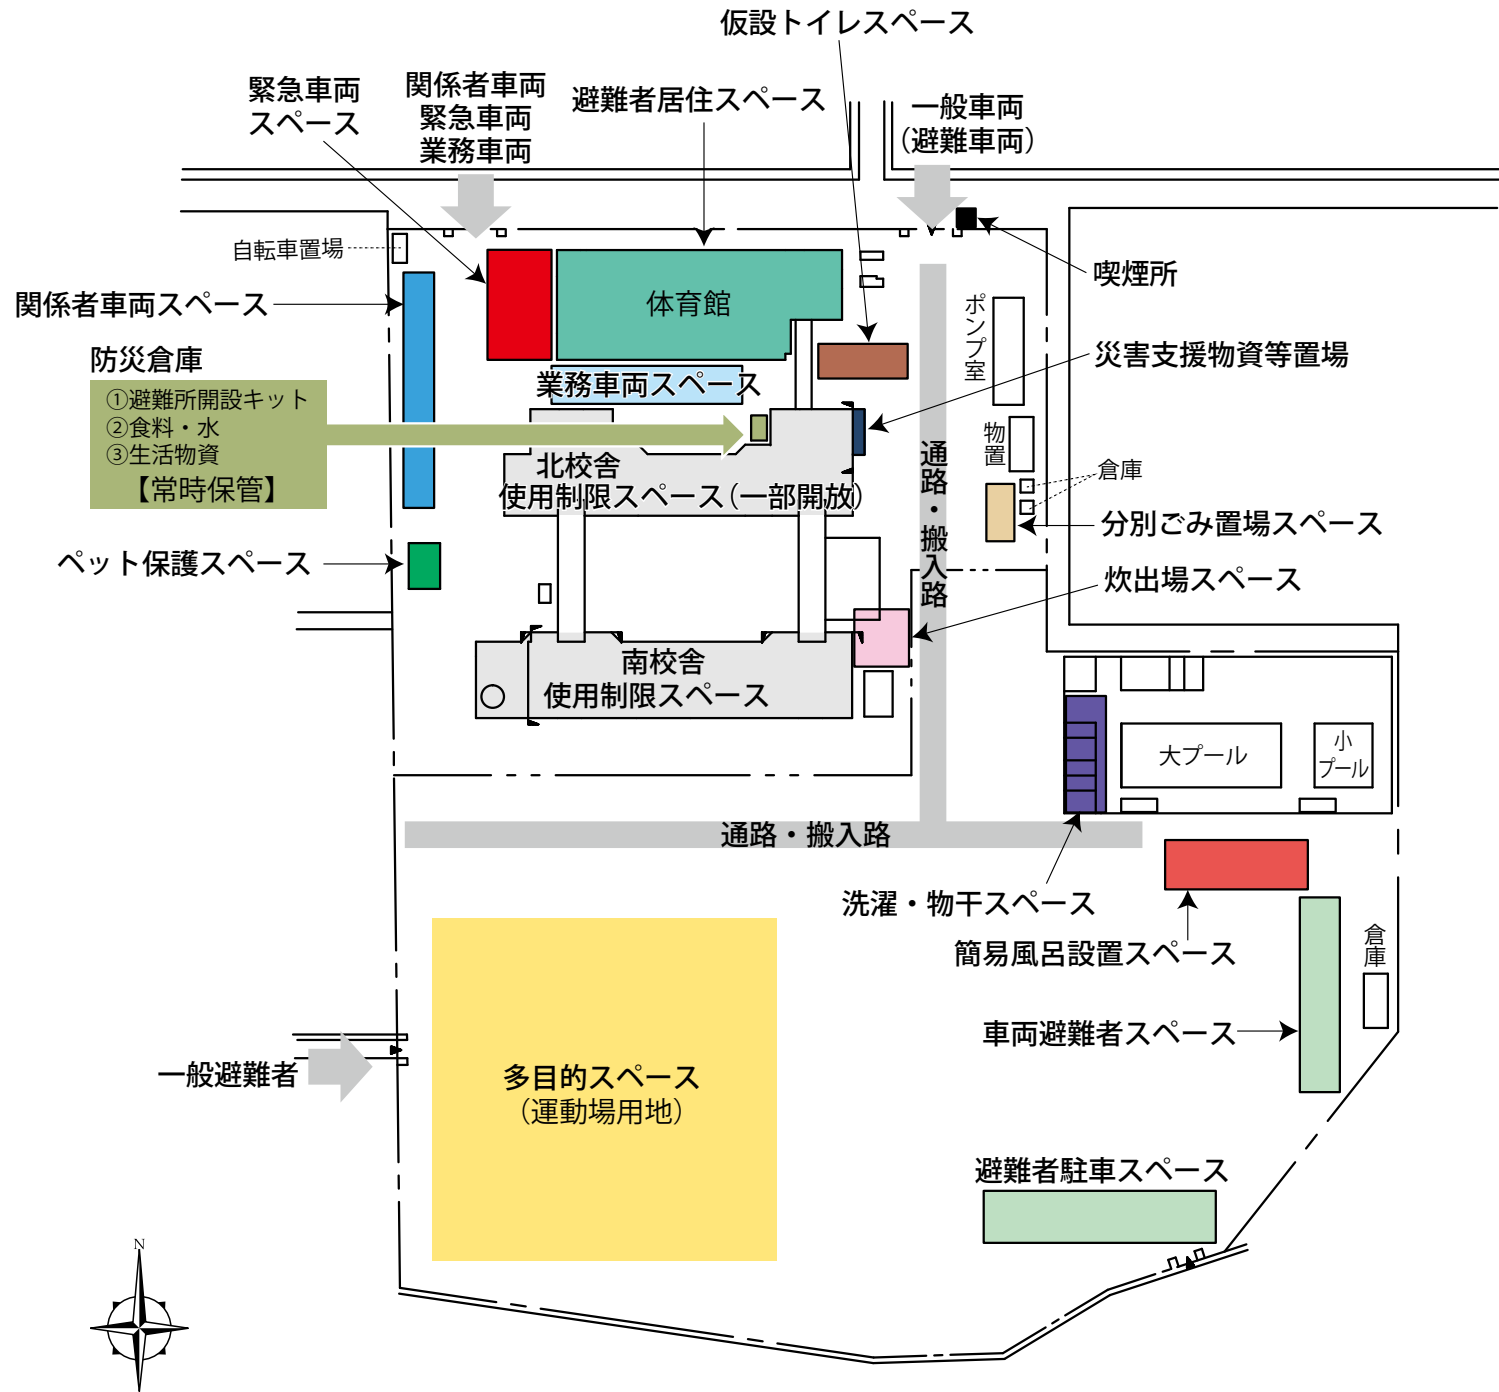 仮設トイレスペース
緊急車両
スペース
関係者車両
緊急車両
業務車両
避難者居住スペース
一般車両
（避難車両）
自転車置場
喫煙所
関係者車両スペース
体育館
ポンプ室
防災倉庫
①避難所開設キット
②食料・水
③生活物資
【常時保管】
業務車両スペース
災害支援物資等置場
物置
倉庫
北校舎
使用制限スペース（一部開放）
通路・搬入路
分別ごみ置場スペース
ペット保護スペース
炊出場スペース
南校舎
使用制限スペース
大プール
小
プール
通路・搬入路
洗濯・物干スペース
簡易風呂設置スペース
倉庫
車両避難者スペース
一般避難者
多目的スペース
（運動場用地）
避難者駐車スペース
N